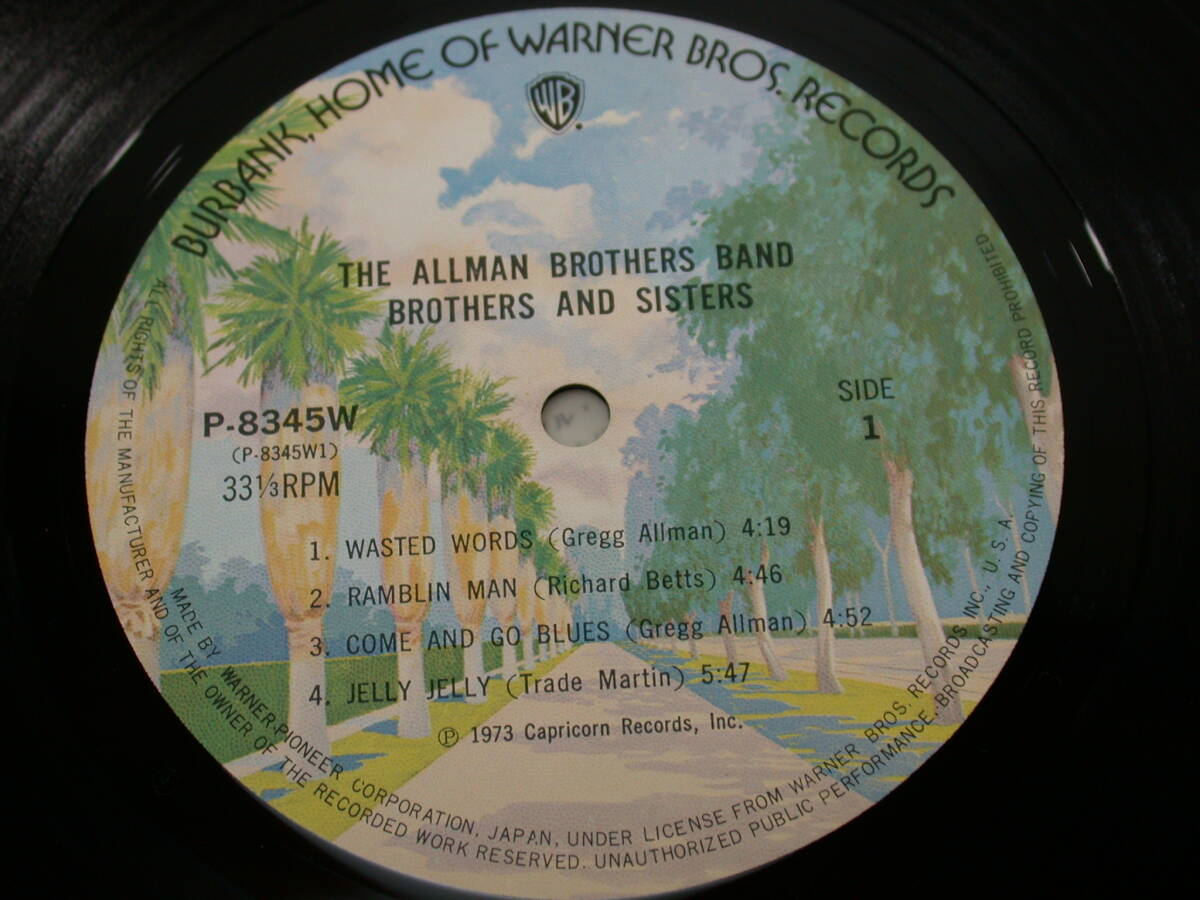 BURBANK, HOME OF WARNER BROS. RECORDS
WB
THE ALLMAN BROTHERS BAND
BROTHERS AND SISTERS
P-8345W
(P-8345W1)
33⅓RPM
SIDE
1
1. WASTED WORDS (Gregg Allman) 4:19
2. RAMBLIN MAN (Richard Betts) 4:46
3. COME AND GO BLUES (Gregg Allman) 4:52
4. JELLY JELLY (Trade Martin) 5:47
Ⓟ 1973 Capricorn Records, Inc.
MADE BY WARNER-PIONEER CORPORATION, JAPAN, UNDER LICENSE FROM WARNER BROS. RECORDS INC., U. S. A.
ALL RIGHTS OF THE MANUFACTURER AND OF THE OWNER OF THE RECORDED WORK RESERVED. UNAUTHORIZED PUBLIC PERFORMANCE, BROADCASTING AND COPYING OF THIS RECORD PROHIBITED